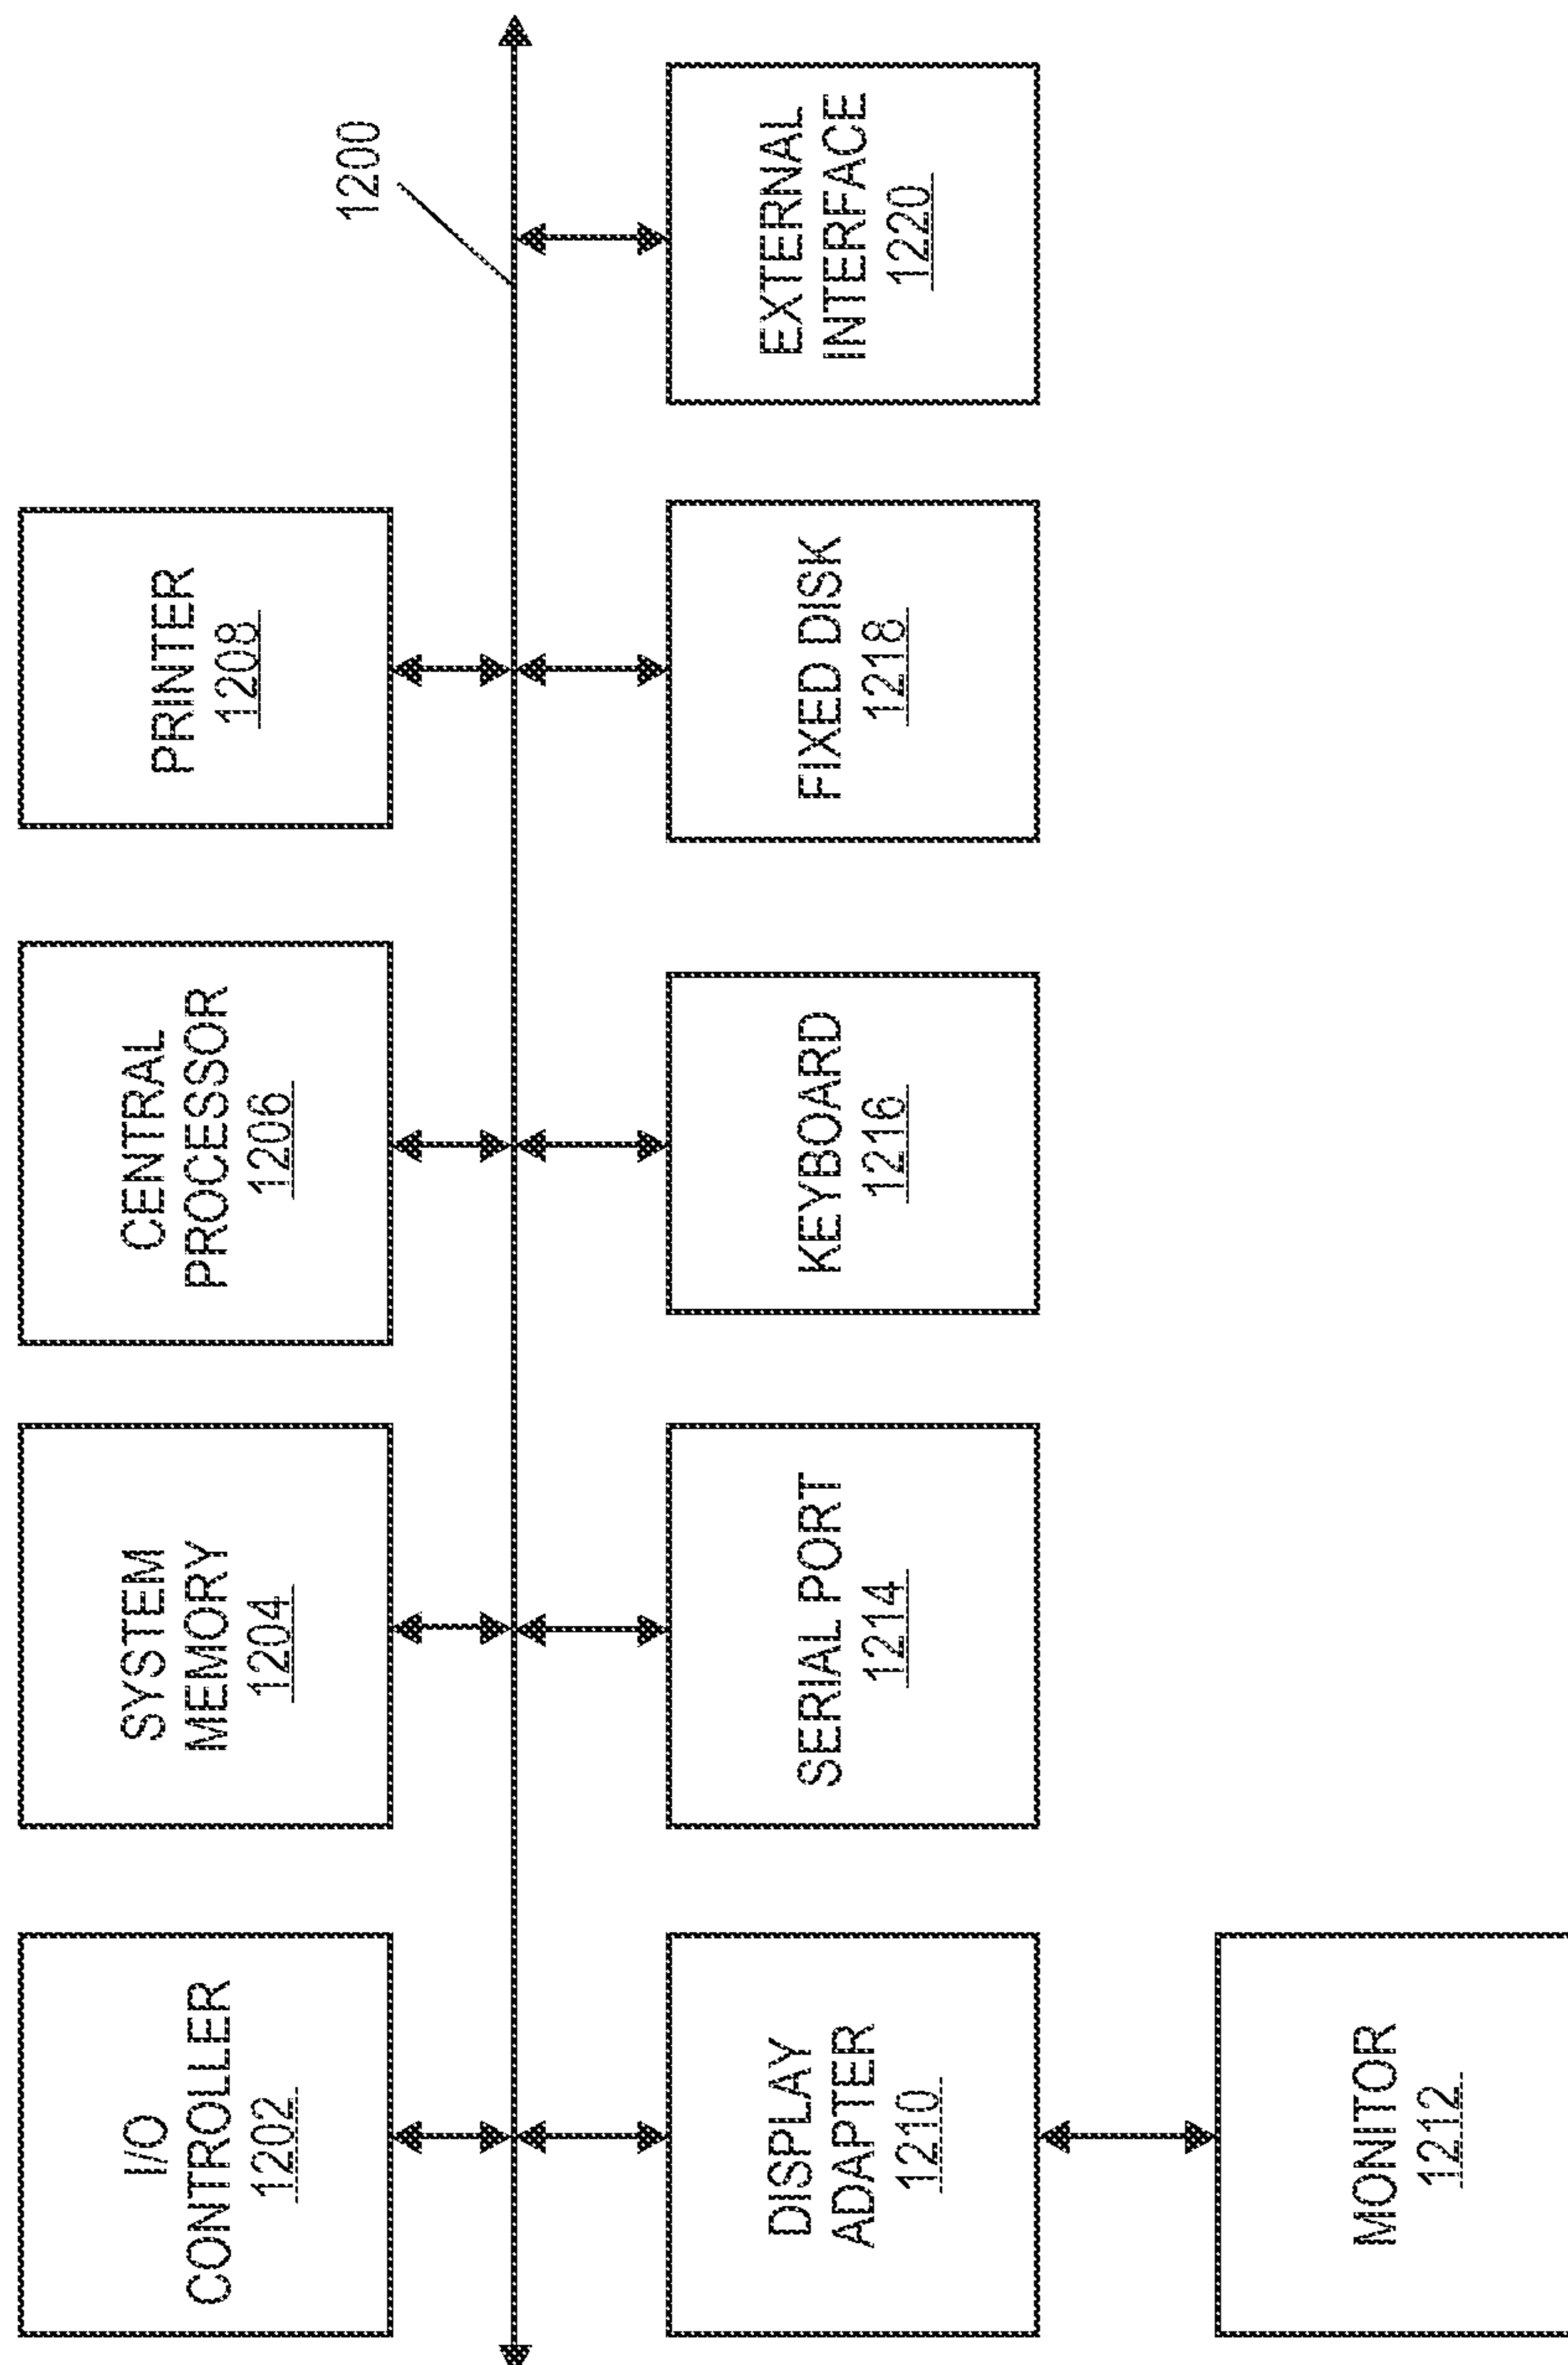 I/O
CONTROLLER
1202
SYSTEM
MEMORY
1204
CENTRAL
PROCESSOR
1206
PRINTER
1208
1200
DISPLAY
ADAPTER
1210
SERIAL PORT
1214
KEYBOARD
1216
FIXED DISK
1218
EXTERNAL
INTERFACE
1220
MONITOR
1212